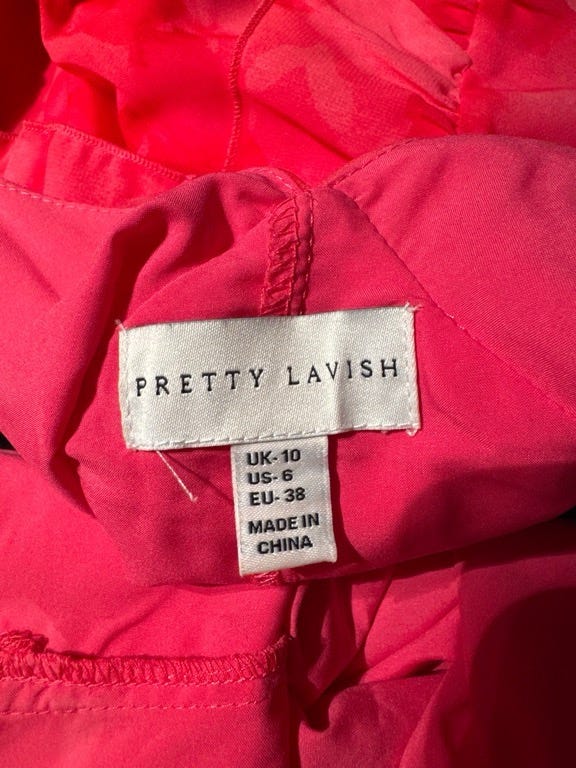 PRETTY LAVISH
UK- 10
US- 6
EU- 38
MADE IN
CHINA